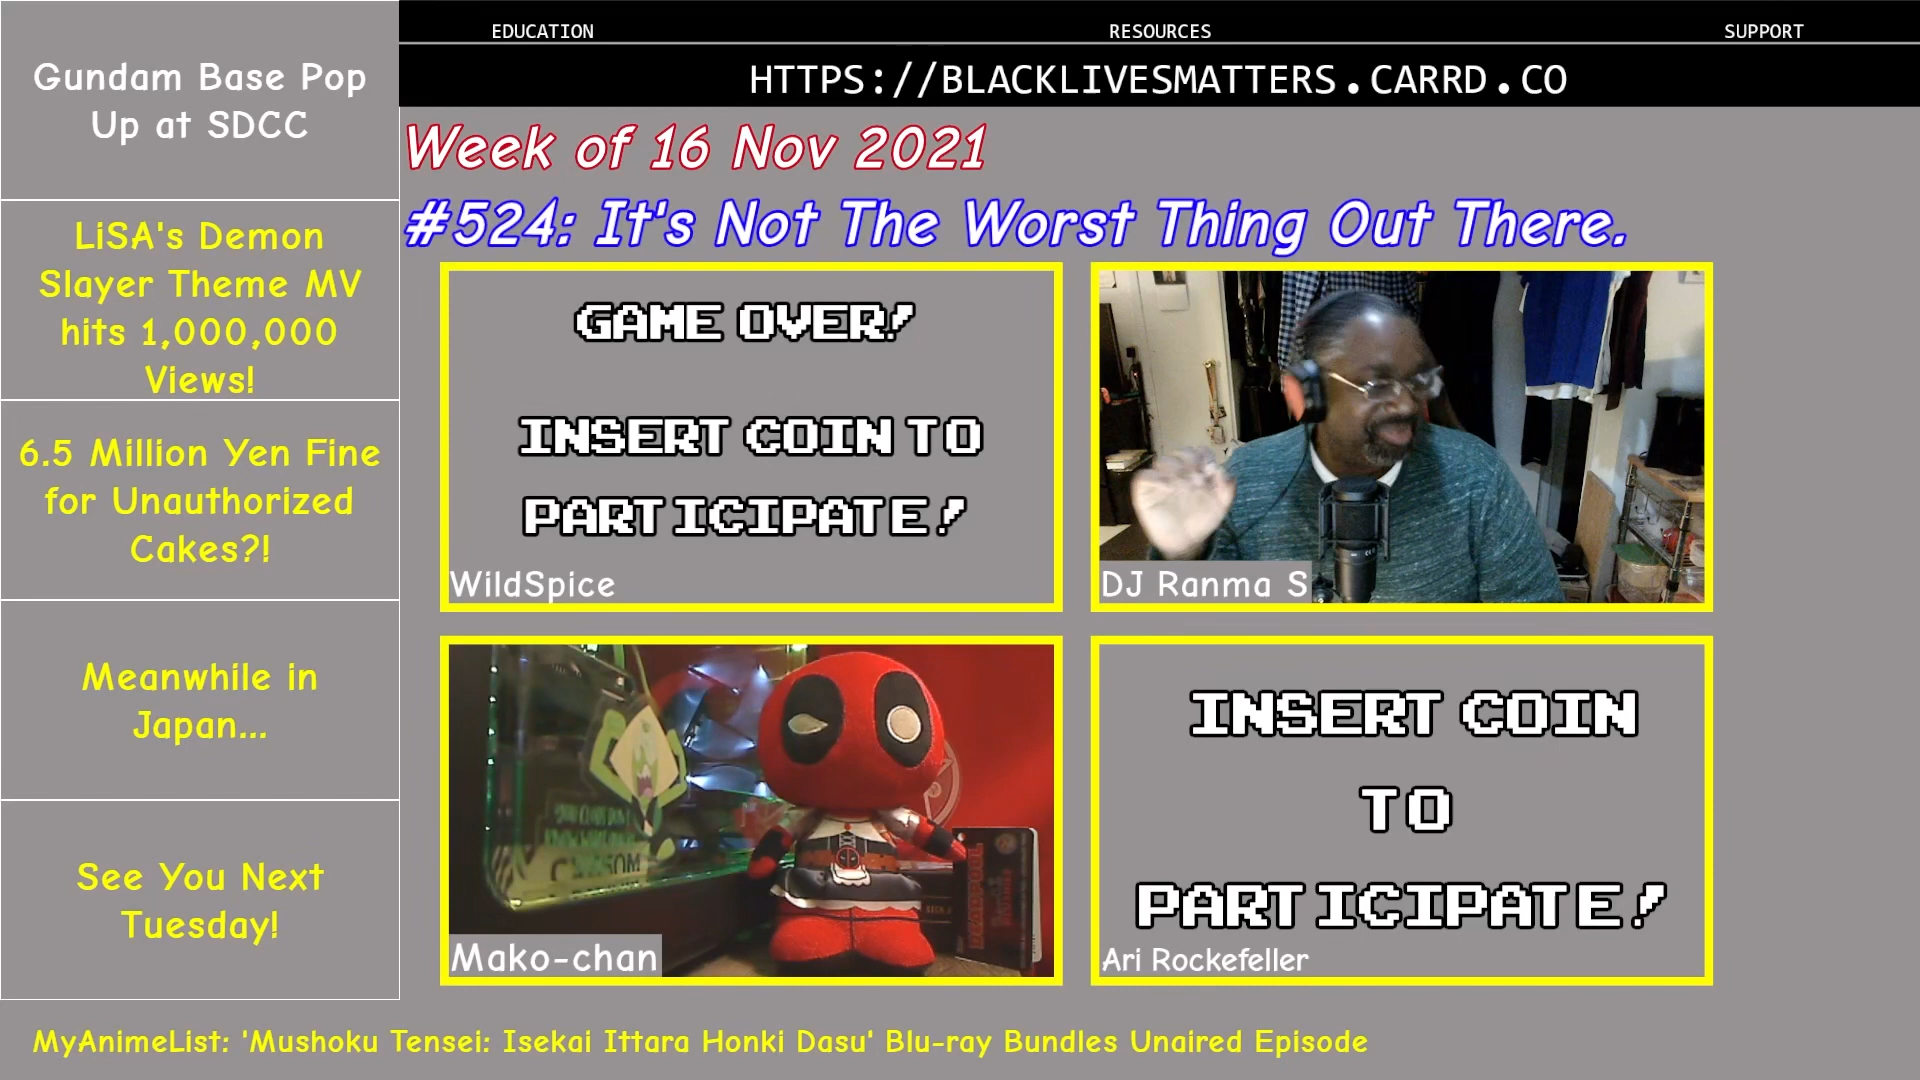 EDUCATION RESOURCES SUPPORT
HTTPS://BLACKLIVESMATTERS.CARRD.CO
Gundam Base Pop
Up at SDCC
LiSA's Demon
Slayer Theme MV
hits 1,000,000
Views!
6.5 Million Yen Fine
for Unauthorized
Cakes?!
Meanwhile in
Japan...
See You Next
Tuesday!
Week of 16 Nov 2021
#524: It's Not The Worst Thing Out There.
GAME OVER!
INSERT COIN TO
PARTICIPATE!
WildSpice
DJ Ranma S
DEADPOOL
Mako-chan
INSERT COIN
TO
PARTICIPATE!
Ari Rockefeller
MyAnimeList: 'Mushoku Tensei: Isekai Ittara Honki Dasu' Blu-ray Bundles Unaired Episode